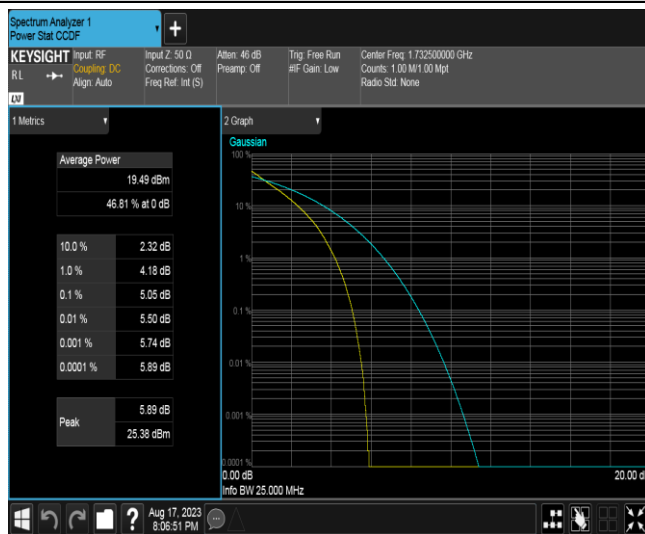 Spectrum Analyzer 1
Power Stat CCDF
KEYSIGHT
RL
LXI
Input: RF
Coupling: DC
Align: Auto
Input Z: 50 Ω
Corrections: Off
Freq Ref: Int (S)
Atten: 46 dB
Preamp: Off
Trig: Free Run
#IF Gain: Low
Center Freq: 1.732500000 GHz
Counts: 1.00 M/1.00 Mpt
Radio Std: None
1 Metrics
Average Power
19.49 dBm
46.81 % at 0 dB
10.0 % 2.32 dB
1.0 % 4.18 dB
0.1 % 5.05 dB
0.01 % 5.50 dB
0.001 % 5.74 dB
0.0001 % 5.89 dB
Peak
5.89 dB
25.38 dBm
2 Graph
Gaussian
100 %
10 %
1 %
0.1 %
0.01 %
0.001 %
0.0001 %
0.00 dB
20.00 d
Info BW 25.000 MHz
?
Aug 17, 2023
8:06:51 PM